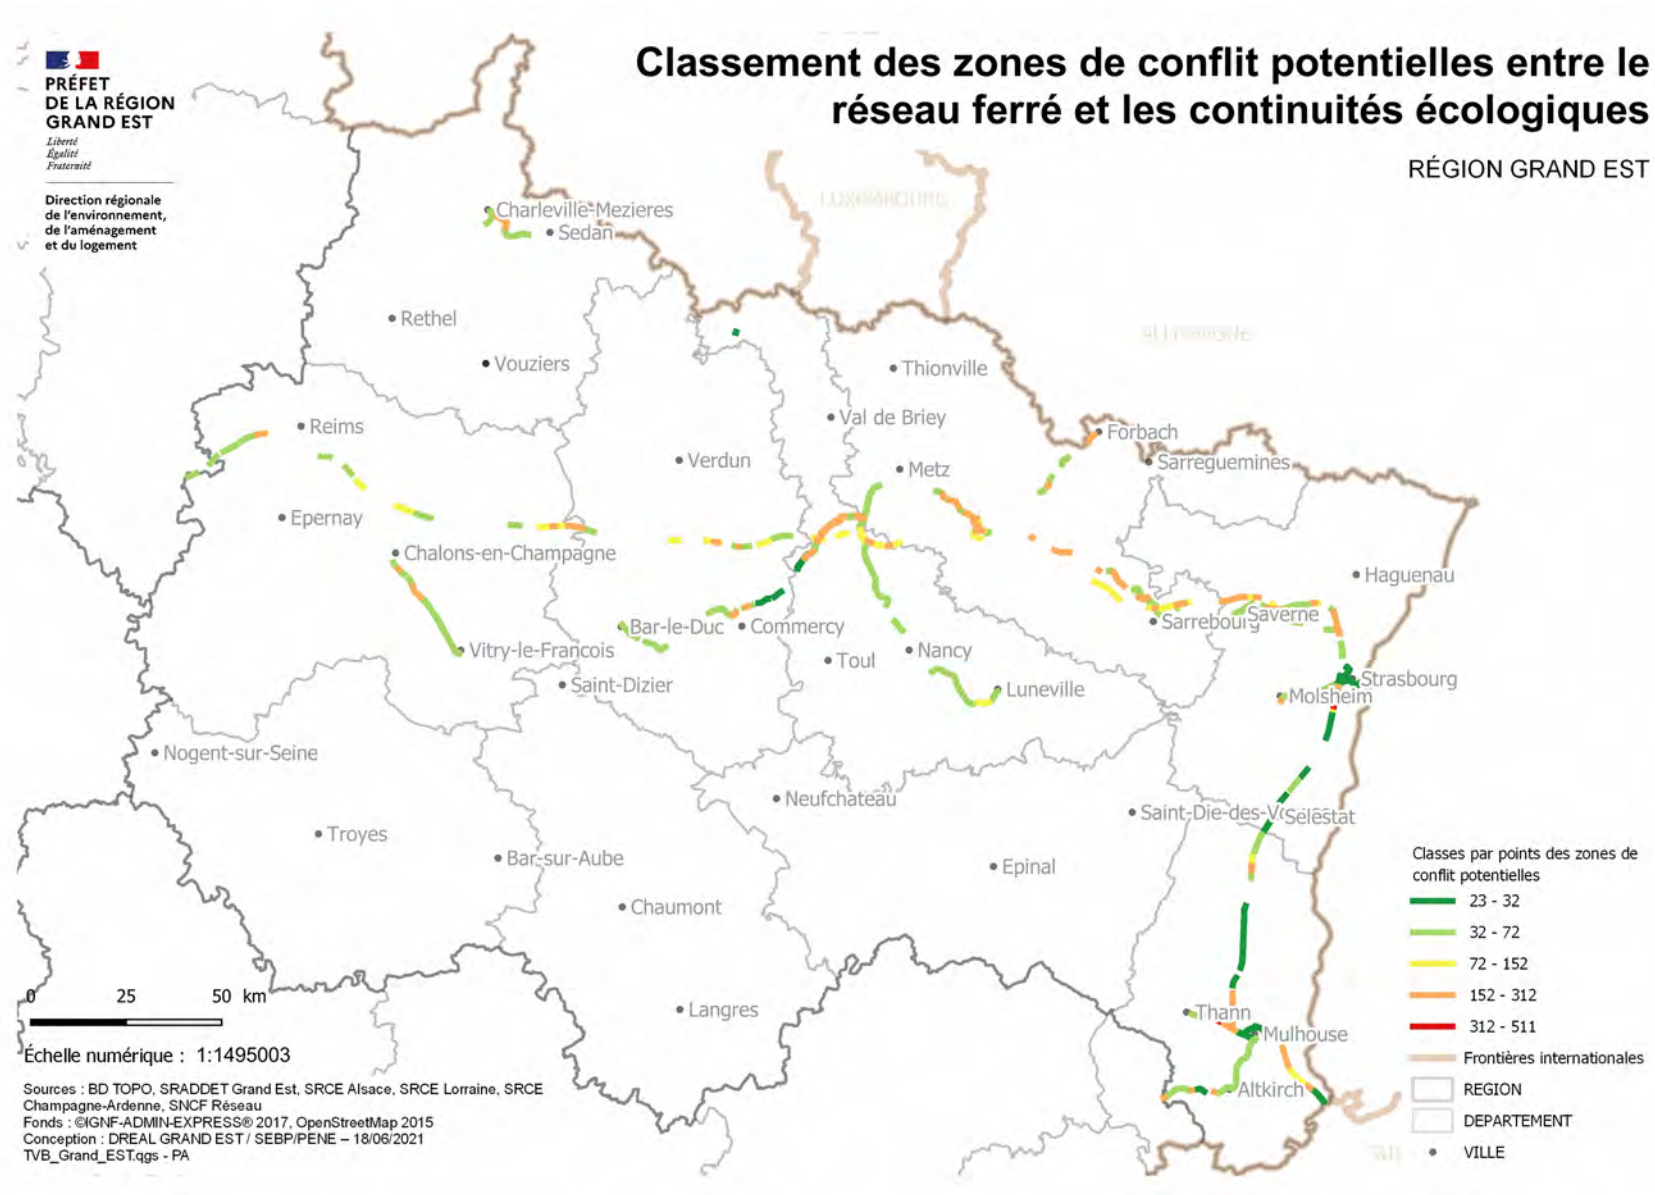 Classement des zones de conflit potentielles entre le
réseau ferré et les continuités écologiques
RÉGION GRAND EST
PRÉFET
DE LA RÉGION
GRAND EST
Liberté
Égalité
Fraternité
Direction régionale
de l'environnement,
de l'aménagement
et du logement
LUXEMBOURG
ALLEMAGNE
Charleville-Mezieres
Sedan
Rethel
Vouziers
Thionville
Val de Briey
Reims
Forbach
Verdun
Metz
Sarreguemines
Epernay
Chalons-en-Champagne
Haguenau
Bar-le-Duc
Commercy
Sarrebourg
Saverne
Vitry-le-Francois
Toul
Nancy
Saint-Dizier
Luneville
Strasbourg
Molsheim
Nogent-sur-Seine
Neufchateau
Saint-Die-des-V
Selestat
Troyes
Bar-sur-Aube
Epinal
Chaumont
Langres
Thann
Mulhouse
Altkirch
Classes par points des zones de
conflit potentielles
23 - 32
32 - 72
72 - 152
152 - 312
312 - 511
Frontières internationales
REGION
DEPARTEMENT
VILLE
0 25 50 km
Échelle numérique : 1:1495003
Sources : BD TOPO, SRADDET Grand Est, SRCE Alsace, SRCE Lorraine, SRCE
Champagne-Ardenne, SNCF Réseau
Fonds : ©IGNF-ADMIN-EXPRESS® 2017, OpenStreetMap 2015
Conception : DREAL GRAND EST / SEBP/PENE – 18/06/2021
TVB_Grand_EST.qgs - PA